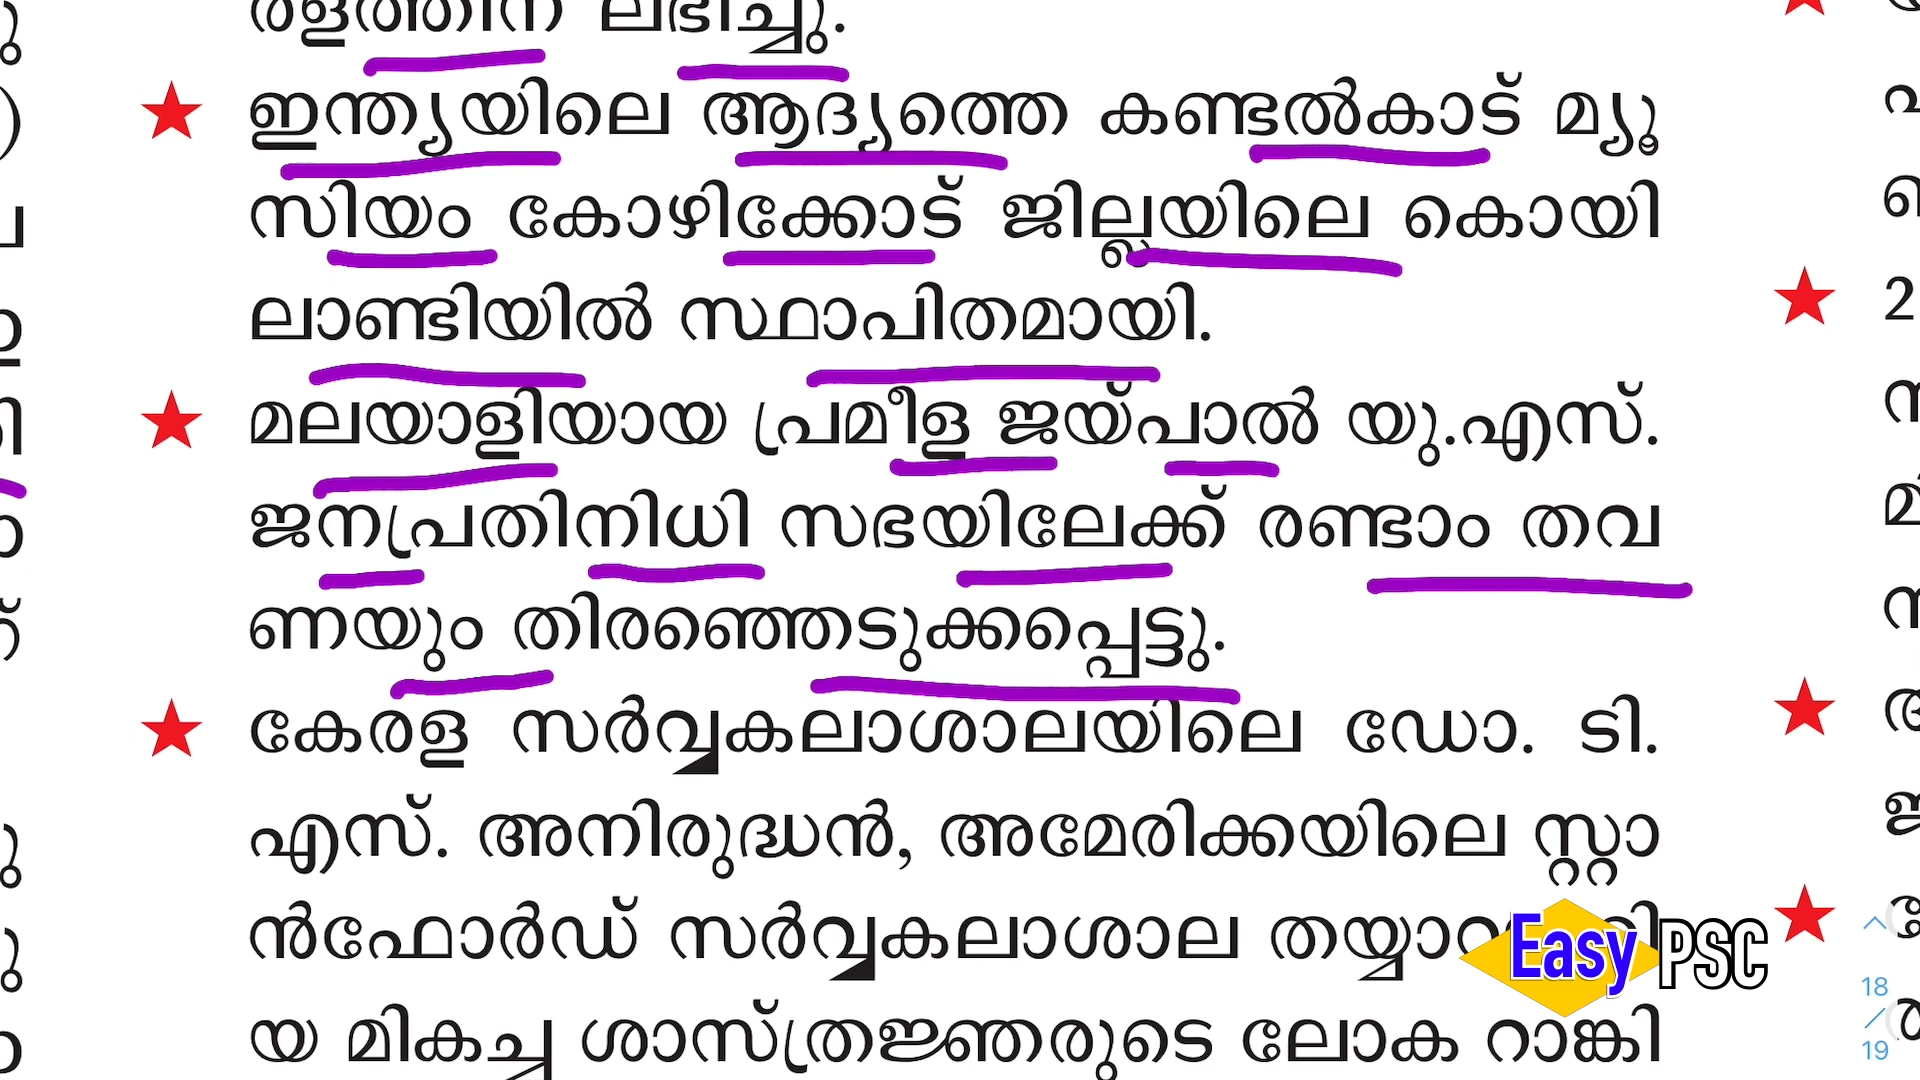 രളത്തിന് ലഭിച്ചു.
★ ഇന്ത്യയിലെ ആദ്യത്തെ കണ്ടൽകാട് മ്യൂ
സിയം കോഴിക്കോട് ജില്ലയിലെ കൊയി
ലാണ്ടിയിൽ സ്ഥാപിതമായി.
★ മലയാളിയായ പ്രമീള ജയ്പാൽ യു.എസ്.
ജനപ്രതിനിധി സഭയിലേക്ക് രണ്ടാം തവ
ണയും തിരഞ്ഞെടുക്കപ്പെട്ടു.
★ കേരള സർവ്വകലാശാലയിലെ ഡോ. ടി.
എസ്. അനിരുദ്ധൻ, അമേരിക്കയിലെ സ്റ്റാ
ൻഫോർഡ് സർവ്വകലാശാല
യ മികച്ച ശാസ്ത്രജ്ഞരുടെ ലോക റാങ്കി
Easy PSC
18
/
19